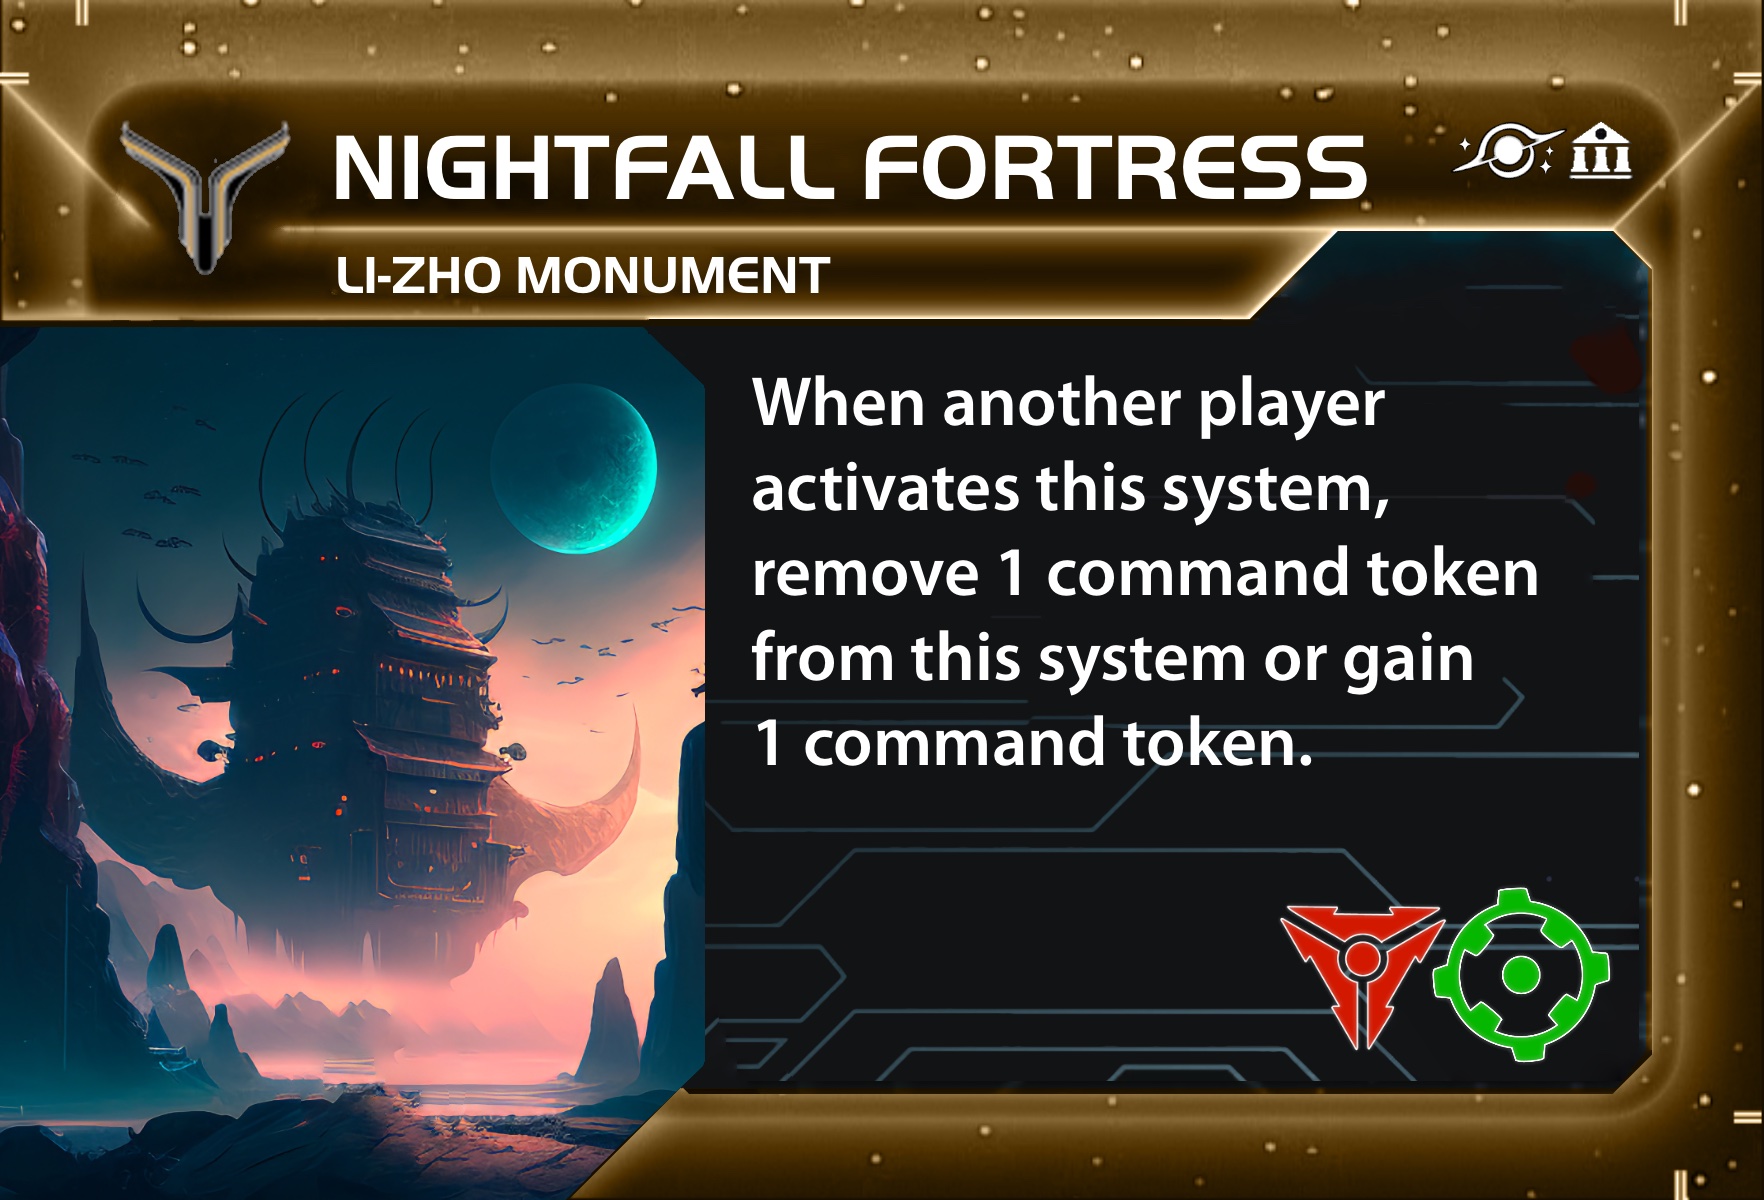 NIGHTFALL FORTRESS
LI-ZHO MONUMENT
When another player
activates this system,
remove 1 command token
from this system or gain
1 command token.